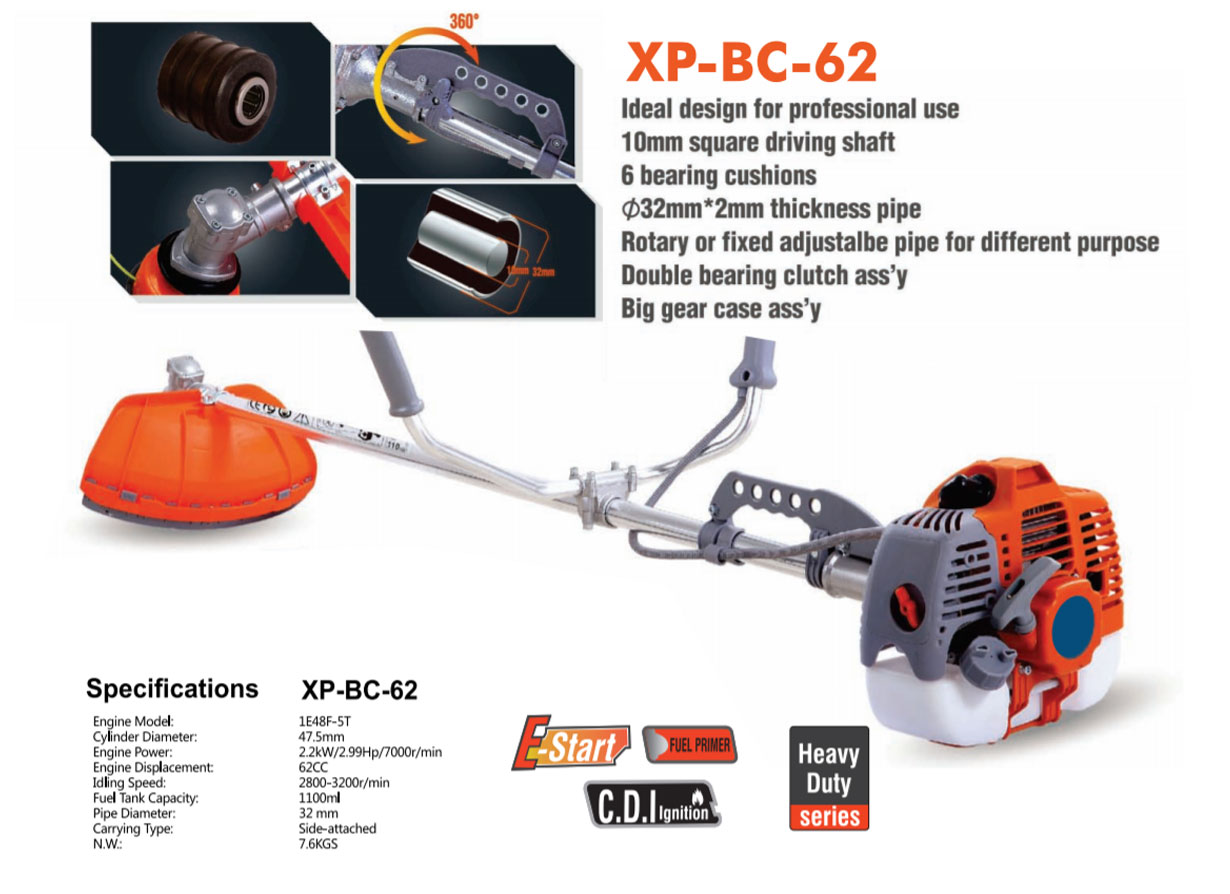 360°
XP-BC-62
Ideal design for professional use
10mm square driving shaft
6 bearing cushions
ф32mm*2mm thickness pipe
Rotary or fixed adjustalbe pipe for different purpose
Double bearing clutch ass'y
Big gear case ass'y
32mm
CE
110
Specifications XP-BC-62
Engine Model: 1E48F-5T
Cylinder Diameter: 47.5mm
Engine Power: 2.2kW/2.99Hp/7000r/min
Engine Displacement: 62CC
Idling Speed: 2800-3200r/min
Fuel Tank Capacity: 1100ml
Pipe Diameter: 32 mm
Carrying Type: Side-attached
N.W.: 7.6KGS
E-Start
FUEL PRIMER
C.D.I Ignition
Heavy
Duty
series